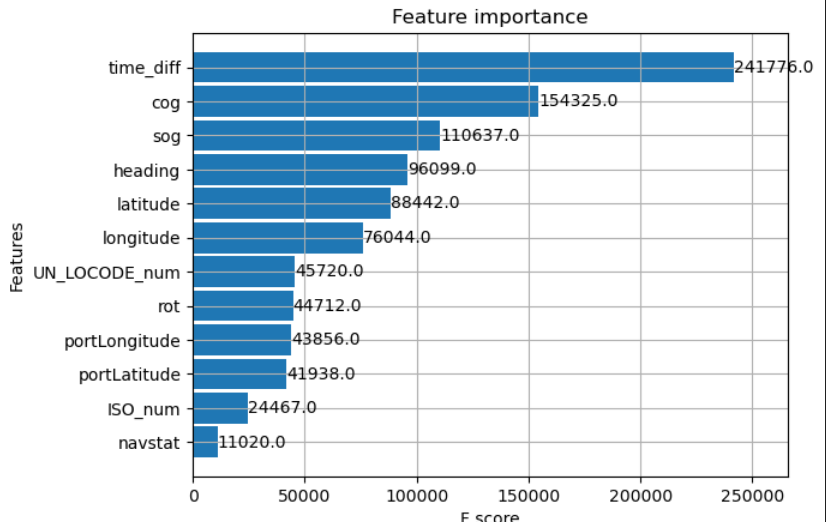 Feature importance
time_diff 241776.0
cog 154325.0
sog 110637.0
heading 96099.0
latitude 88442.0
longitude 76044.0
UN_LOCODE_num 45720.0
rot 44712.0
portLongitude 43856.0
portLatitude 41938.0
ISO_num 24467.0
navstat 11020.0
Features
0 50000 100000 150000 200000 250000
F score